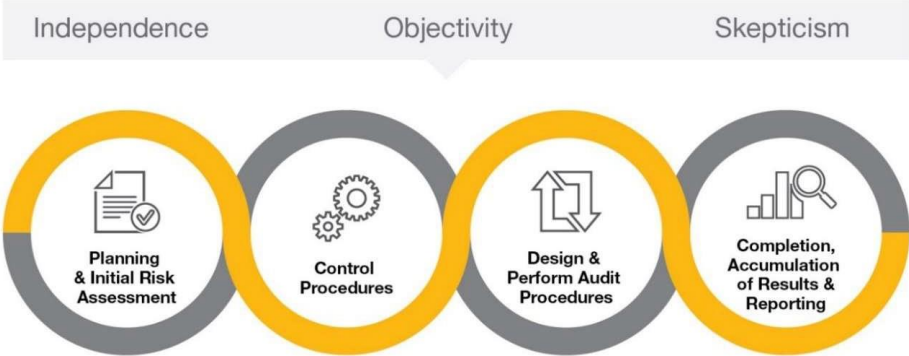 Independence
Objectivity
Skepticism
Planning
& Initial Risk
Assessment
Control
Procedures
Design &
Perform Audit
Procedures
Completion,
Accumulation
of Results &
Reporting